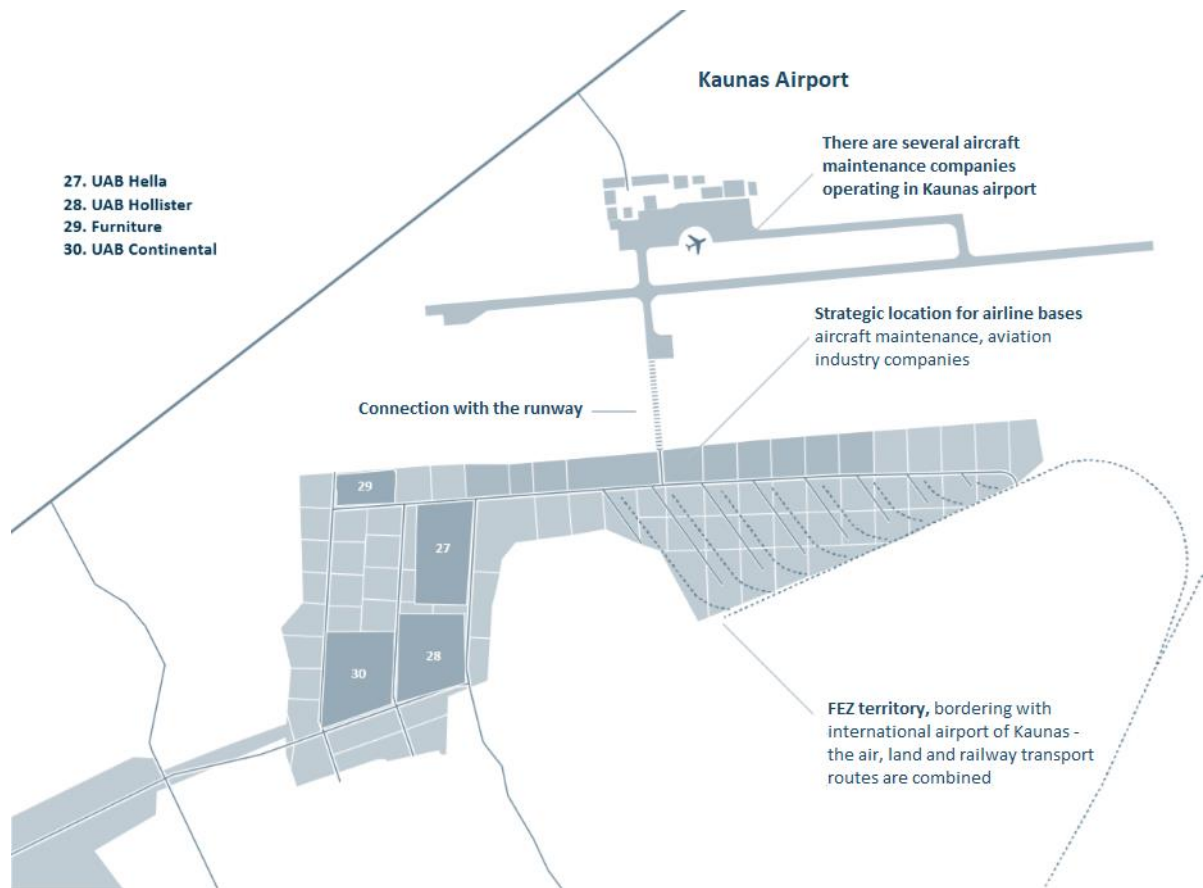 Kaunas Airport
There are several aircraft
maintenance companies
operating in Kaunas airport
27. UAB Hella
28. UAB Hollister
29. Furniture
30. UAB Continental
Strategic location for airline bases
aircraft maintenance, aviation
industry companies
Connection with the runway
29
27
28
30
FEZ territory, bordering with
international airport of Kaunas -
the air, land and railway transport
routes are combined